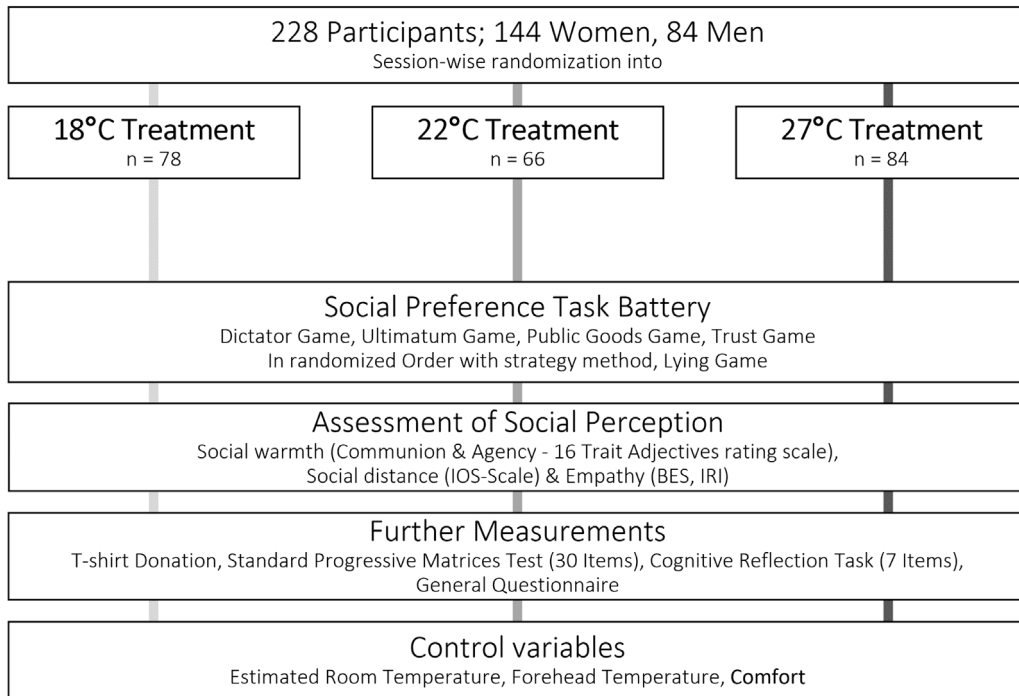 228 Participants; 144 Women, 84 Men
Session-wise randomization into
18°C Treatment
n = 78
22°C Treatment
n = 66
27°C Treatment
n = 84
Social Preference Task Battery
Dictator Game, Ultimatum Game, Public Goods Game, Trust Game
In randomized Order with strategy method, Lying Game
Assessment of Social Perception
Social warmth (Communion & Agency - 16 Trait Adjectives rating scale),
Social distance (IOS-Scale) & Empathy (BES, IRI)
Further Measurements
T-shirt Donation, Standard Progressive Matrices Test (30 Items), Cognitive Reflection Task (7 Items),
General Questionnaire
Control variables
Estimated Room Temperature, Forehead Temperature, Comfort